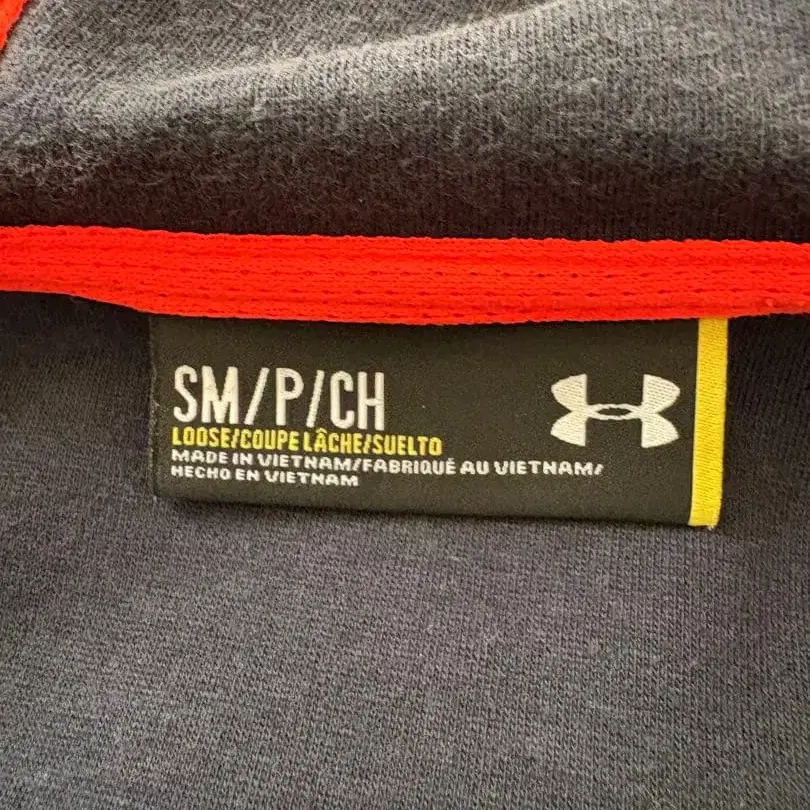 SM/P/CH
LOOSE/COUPE LÂCHE/SUELTO
MADE IN VIETNAM/FABRIQUÉ AU VIETNAM/
HECHO EN VIETNAM